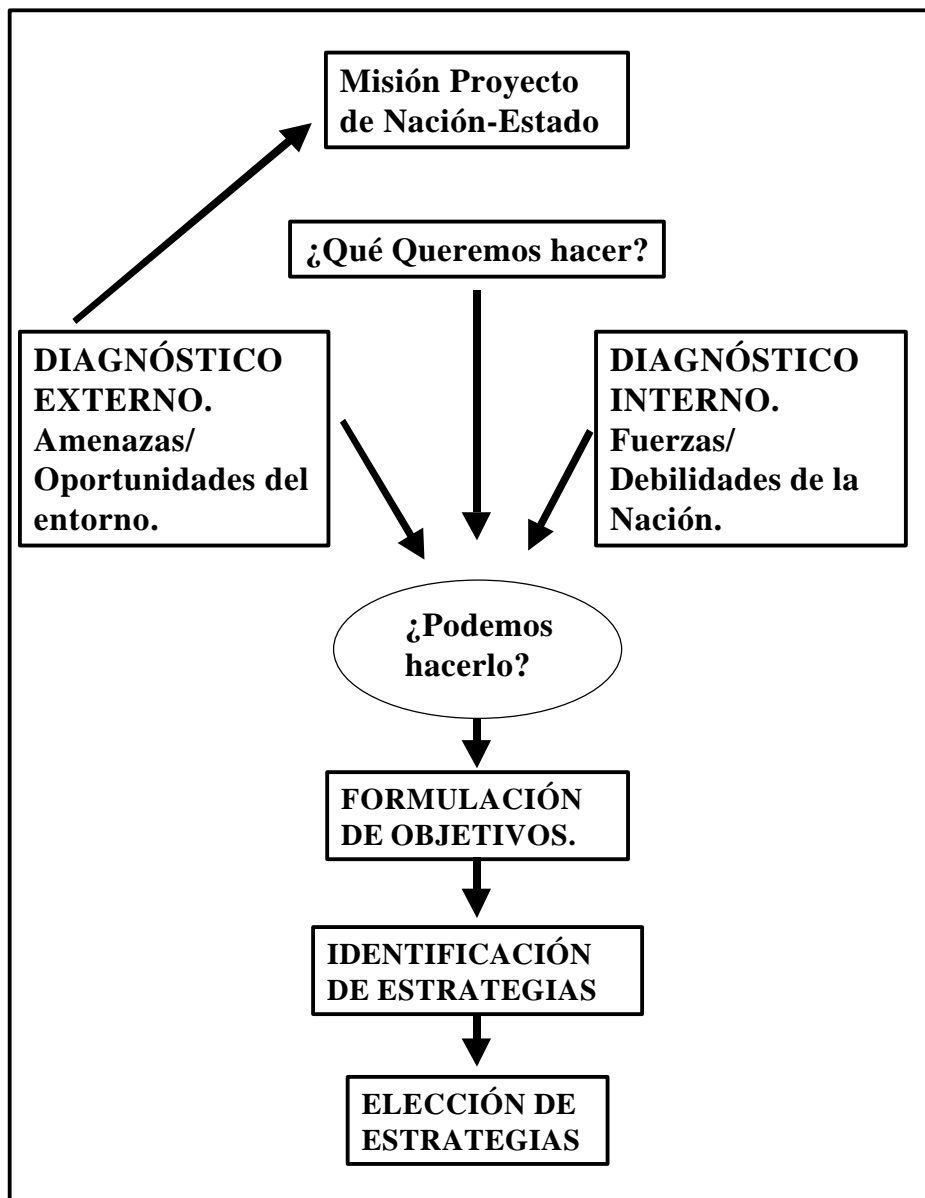 Misión Proyecto
de Nación-Estado
¿Qué Queremos hacer?
DIAGNÓSTICO
EXTERNO.
Amenazas/
Oportunidades del
entorno.
DIAGNÓSTICO
INTERNO.
Fuerzas/
Debilidades de la
Nación.
¿Podemos
hacerlo?
FORMULACIÓN
DE OBJETIVOS.
IDENTIFICACIÓN
DE ESTRATEGIAS
ELECCIÓN DE
ESTRATEGIAS